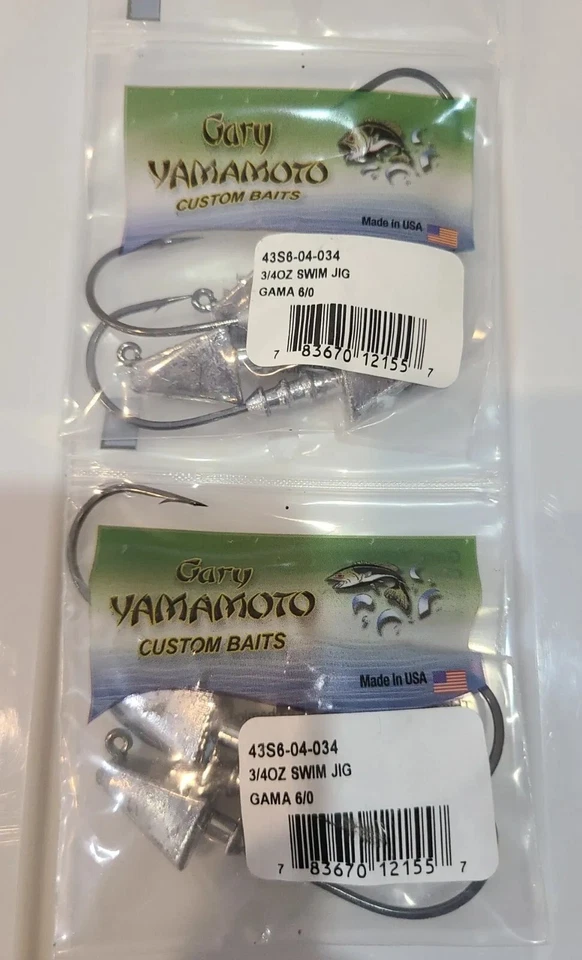 Gary
YAMAMOTO
CUSTOM BAITS
Made in USA
43S6-04-034
3/4OZ SWIM JIG
GAMA 6/0
7 83670 12155 7
Gary
YAMAMOTO
CUSTOM BAITS
Made in USA
43S6-04-034
3/4OZ SWIM JIG
GAMA 6/0
7 83670 12155 7